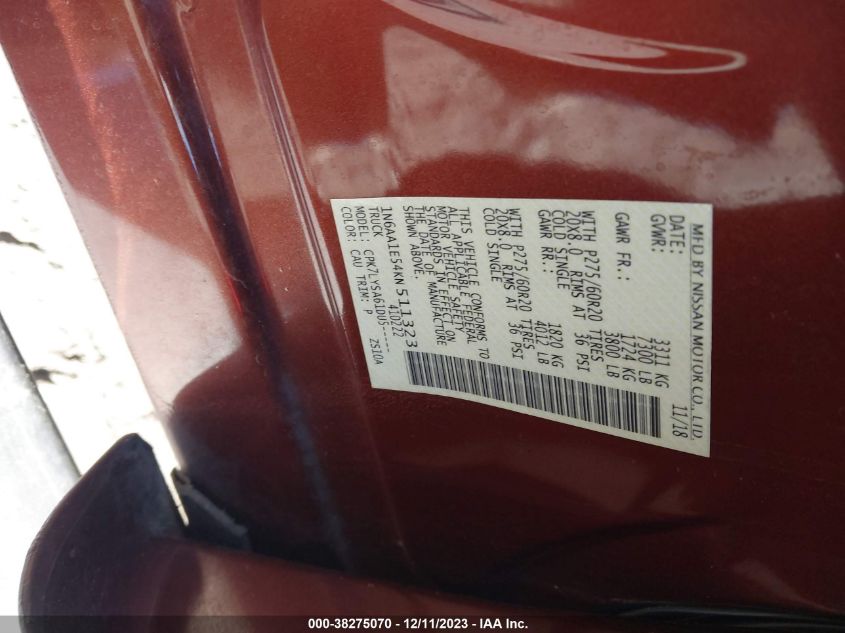 MFD BY NISSAN MOTOR CO., LTD.
DATE: 11/18
GVWR: 3311 KG
7300 LB
GAWR FR: 1724 KG
3800 LB
WITH P275/60R20 TIRES
20X8.0 RIMS AT 36 PSI
COLD SINGLE
GAWR RR: 1820 KG
4012 LB
WITH P275/60R20 TIRES
20X8.0 RIMS AT 36 PSI
COLD SINGLE
THIS VEHICLE CONFORMS TO
ALL APPLICABLE FEDERAL
MOTOR VEHICLE SAFETY
STANDARDS IN EFFECT ON
THE DATE OF MANUFACTURE
SHOWN ABOVE.
1N6AA1E54KN511323
TRUCK 410222
MODEL: CPK7LYSA61DU5-----
COLOR: CAU TRIM: P ZS10A
000-38275070 - 12/11/2023 - IAA Inc.